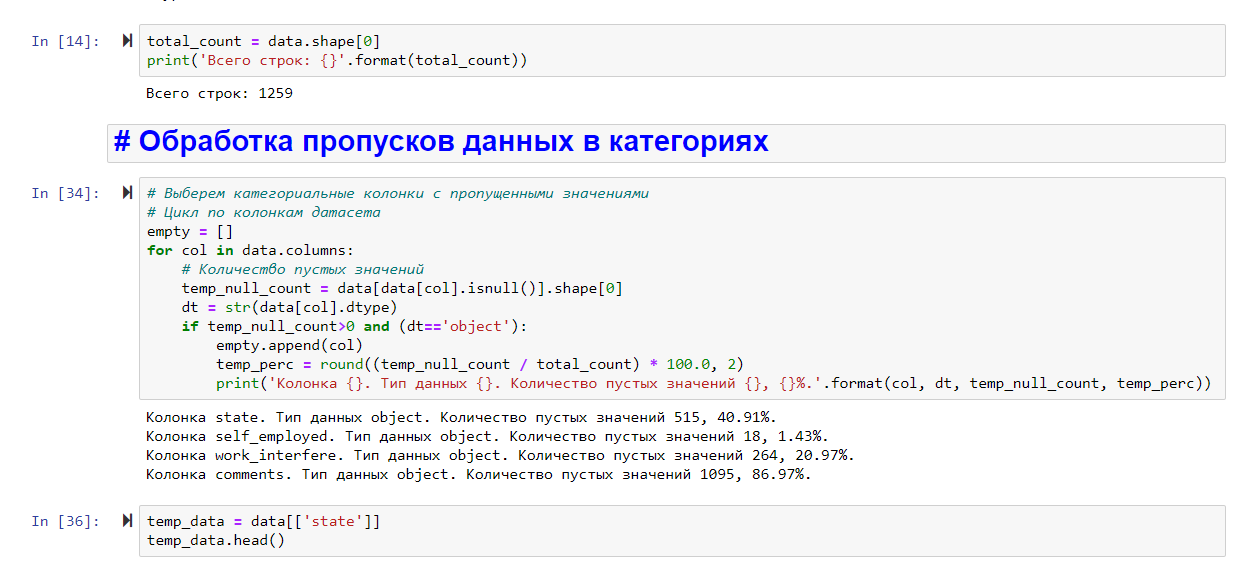 In [14]:
total_count = data.shape[0]
print('Всего строк: {}'.format(total_count))
Всего строк: 1259
# Обработка пропусков данных в категориях
In [34]:
# Выберем категориальные колонки с пропущенными значениями
# Цикл по колонкам датасета
empty = []
for col in data.columns:
    # Количество пустых значений
    temp_null_count = data[data[col].isnull()].shape[0]
    dt = str(data[col].dtype)
    if temp_null_count>0 and (dt=='object'):
        empty.append(col)
        temp_perc = round((temp_null_count / total_count) * 100.0, 2)
        print('Колонка {}. Тип данных {}. Количество пустых значений {}, {}%.'.format(col, dt, temp_null_count, temp_perc))
Колонка state. Тип данных object. Количество пустых значений 515, 40.91%.
Колонка self_employed. Тип данных object. Количество пустых значений 18, 1.43%.
Колонка work_interfere. Тип данных object. Количество пустых значений 264, 20.97%.
Колонка comments. Тип данных object. Количество пустых значений 1095, 86.97%.
In [36]:
temp_data = data[['state']]
temp_data.head()